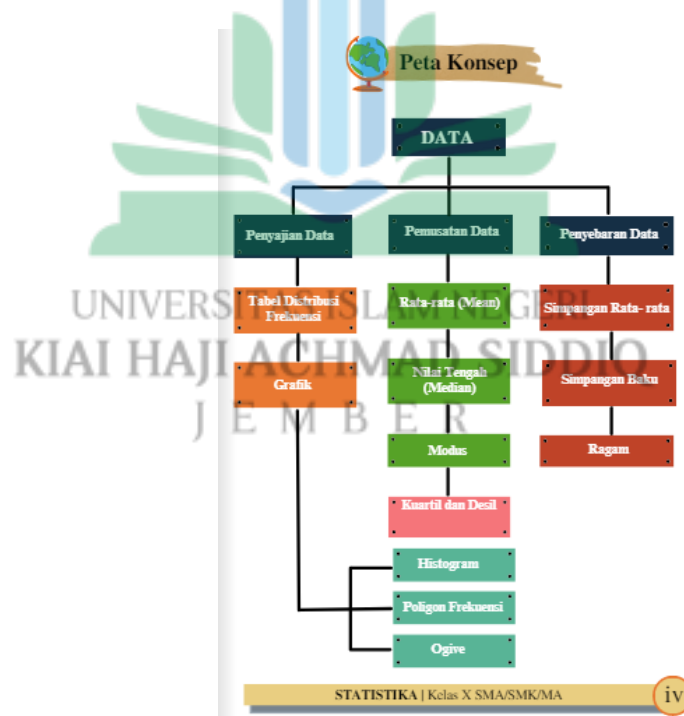 Peta Konsep
DATA
Penyajian Data
Pemusatan Data
Penyebaran Data
Tabel Distribusi
Frekuensi
Rata-rata (Mean)
Simpangan Rata- rata
UNIVERSITAS ISLAM NEGERI
KIAI HAJI ACHMAD SIDDIQ
JEMBER
Grafik
Nilai Tengah
(Median)
Simpangan Baku
Modus
Ragam
Kuartil dan Desil
Histogram
Poligon Frekuensi
Ogive
STATISTIKA | Kelas X SMA/SMK/MA
iv